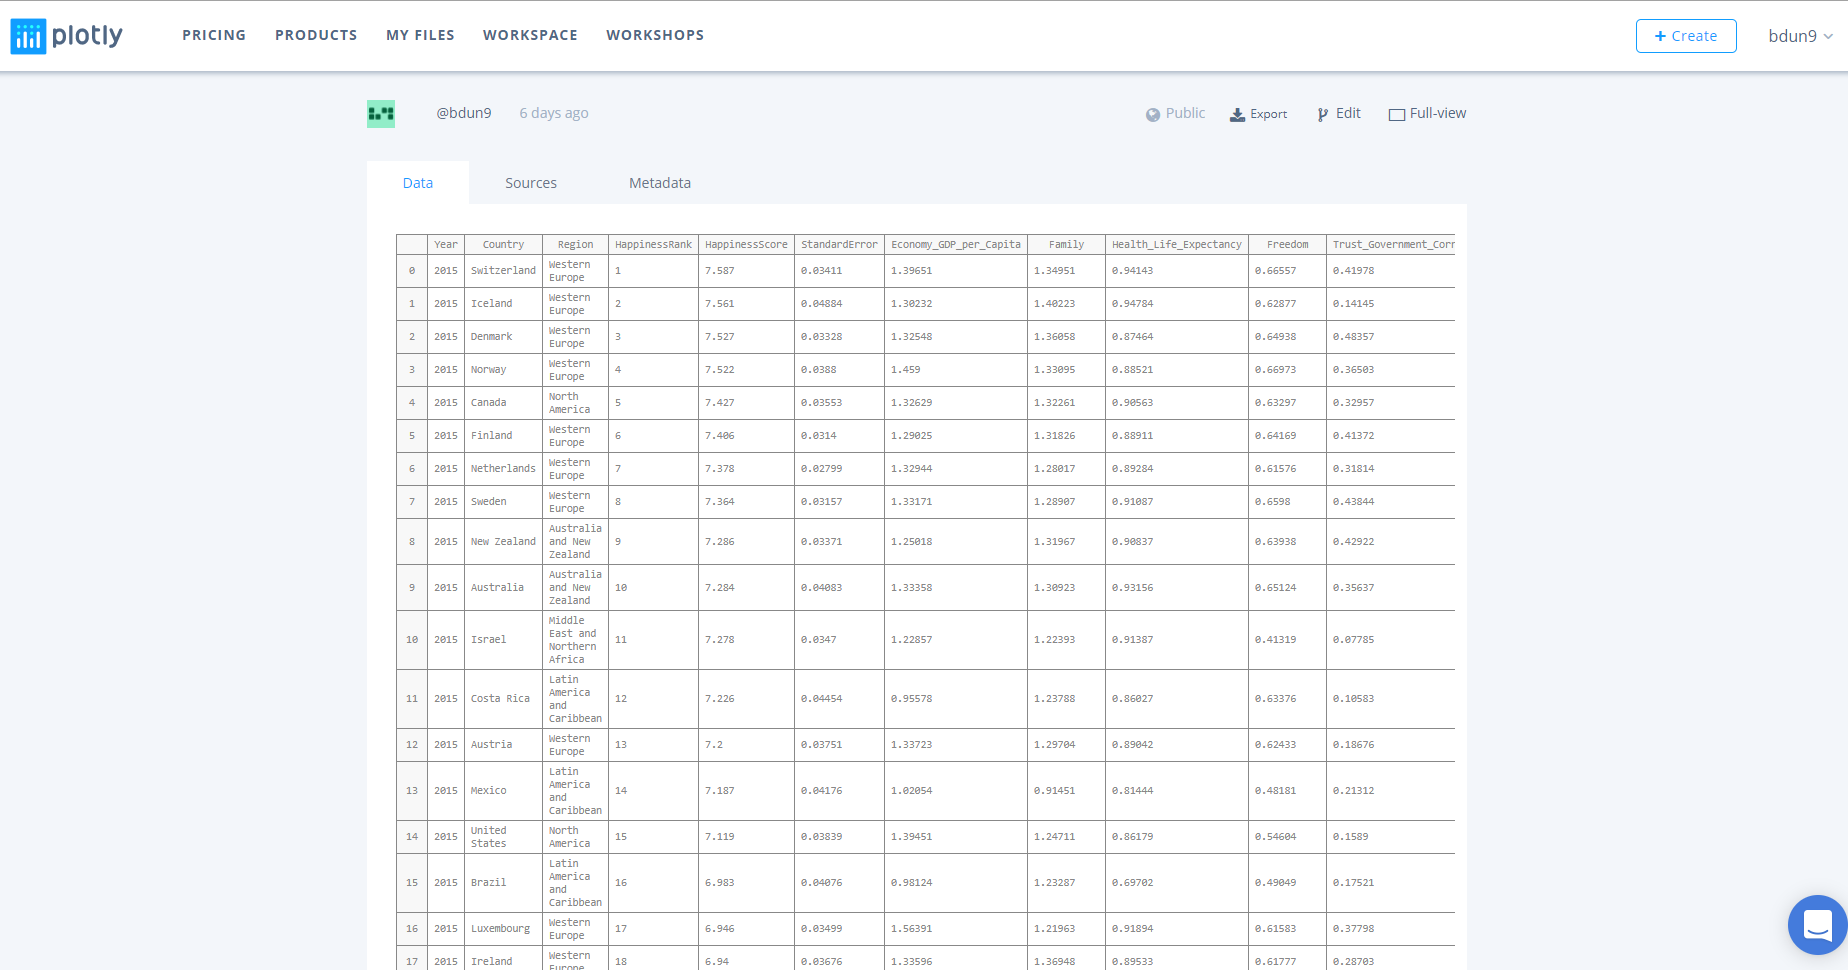 plotly PRICING PRODUCTS MY FILES WORKSPACE WORKSHOPS + Create bdun9
@bdun9 6 days ago Public Export Edit Full-view
Data Sources Metadata
Year Country Region HappinessRank HappinessScore StandardError Economy_GDP_per_Capita Family Health_Life_Expectancy Freedom Trust_Government_Corr
0 2015 Switzerland Western Europe 1 7.587 0.03411 1.39651 1.34951 0.94143 0.66557 0.41978
1 2015 Iceland Western Europe 2 7.561 0.04884 1.30232 1.40223 0.94784 0.62877 0.14145
2 2015 Denmark Western Europe 3 7.527 0.03328 1.32548 1.36058 0.87464 0.64938 0.48357
3 2015 Norway Western Europe 4 7.522 0.0388 1.459 1.33095 0.88521 0.66973 0.36503
4 2015 Canada North America 5 7.427 0.03553 1.32629 1.32261 0.90563 0.63297 0.32957
5 2015 Finland Western Europe 6 7.406 0.0314 1.29025 1.31826 0.88911 0.64169 0.41372
6 2015 Netherlands Western Europe 7 7.378 0.02799 1.32944 1.28017 0.89284 0.61576 0.31814
7 2015 Sweden Western Europe 8 7.364 0.03157 1.33171 1.28907 0.91087 0.6598 0.43844
8 2015 New Zealand Australia and New Zealand 9 7.286 0.03371 1.25018 1.31967 0.90837 0.63938 0.42922
9 2015 Australia Australia and New Zealand 10 7.284 0.04083 1.33358 1.30923 0.93156 0.65124 0.35637
10 2015 Israel Middle East and Northern Africa 11 7.278 0.0347 1.22857 1.22393 0.91387 0.41319 0.07785
11 2015 Costa Rica Latin America and Caribbean 12 7.226 0.04454 0.95578 1.23788 0.86027 0.63376 0.10583
12 2015 Austria Western Europe 13 7.2 0.03751 1.33723 1.29704 0.89042 0.62433 0.18676
13 2015 Mexico Latin America and Caribbean 14 7.187 0.04176 1.02054 0.91451 0.81444 0.48181 0.21312
14 2015 United States North America 15 7.119 0.03839 1.39451 1.24711 0.86179 0.54604 0.1589
15 2015 Brazil Latin America and Caribbean 16 6.983 0.04076 0.98124 1.23287 0.69702 0.49049 0.17521
16 2015 Luxembourg Western Europe 17 6.946 0.03499 1.56391 1.21963 0.91894 0.61583 0.37798
17 2015 Ireland Western Europe 18 6.94 0.03676 1.33596 1.36948 0.89533 0.61777 0.28703